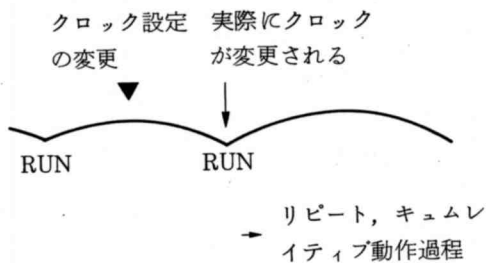 クロック設定
の変更
実際にクロック
が変更される
RUN
RUN
リピート，キュムレ
イティブ動作過程